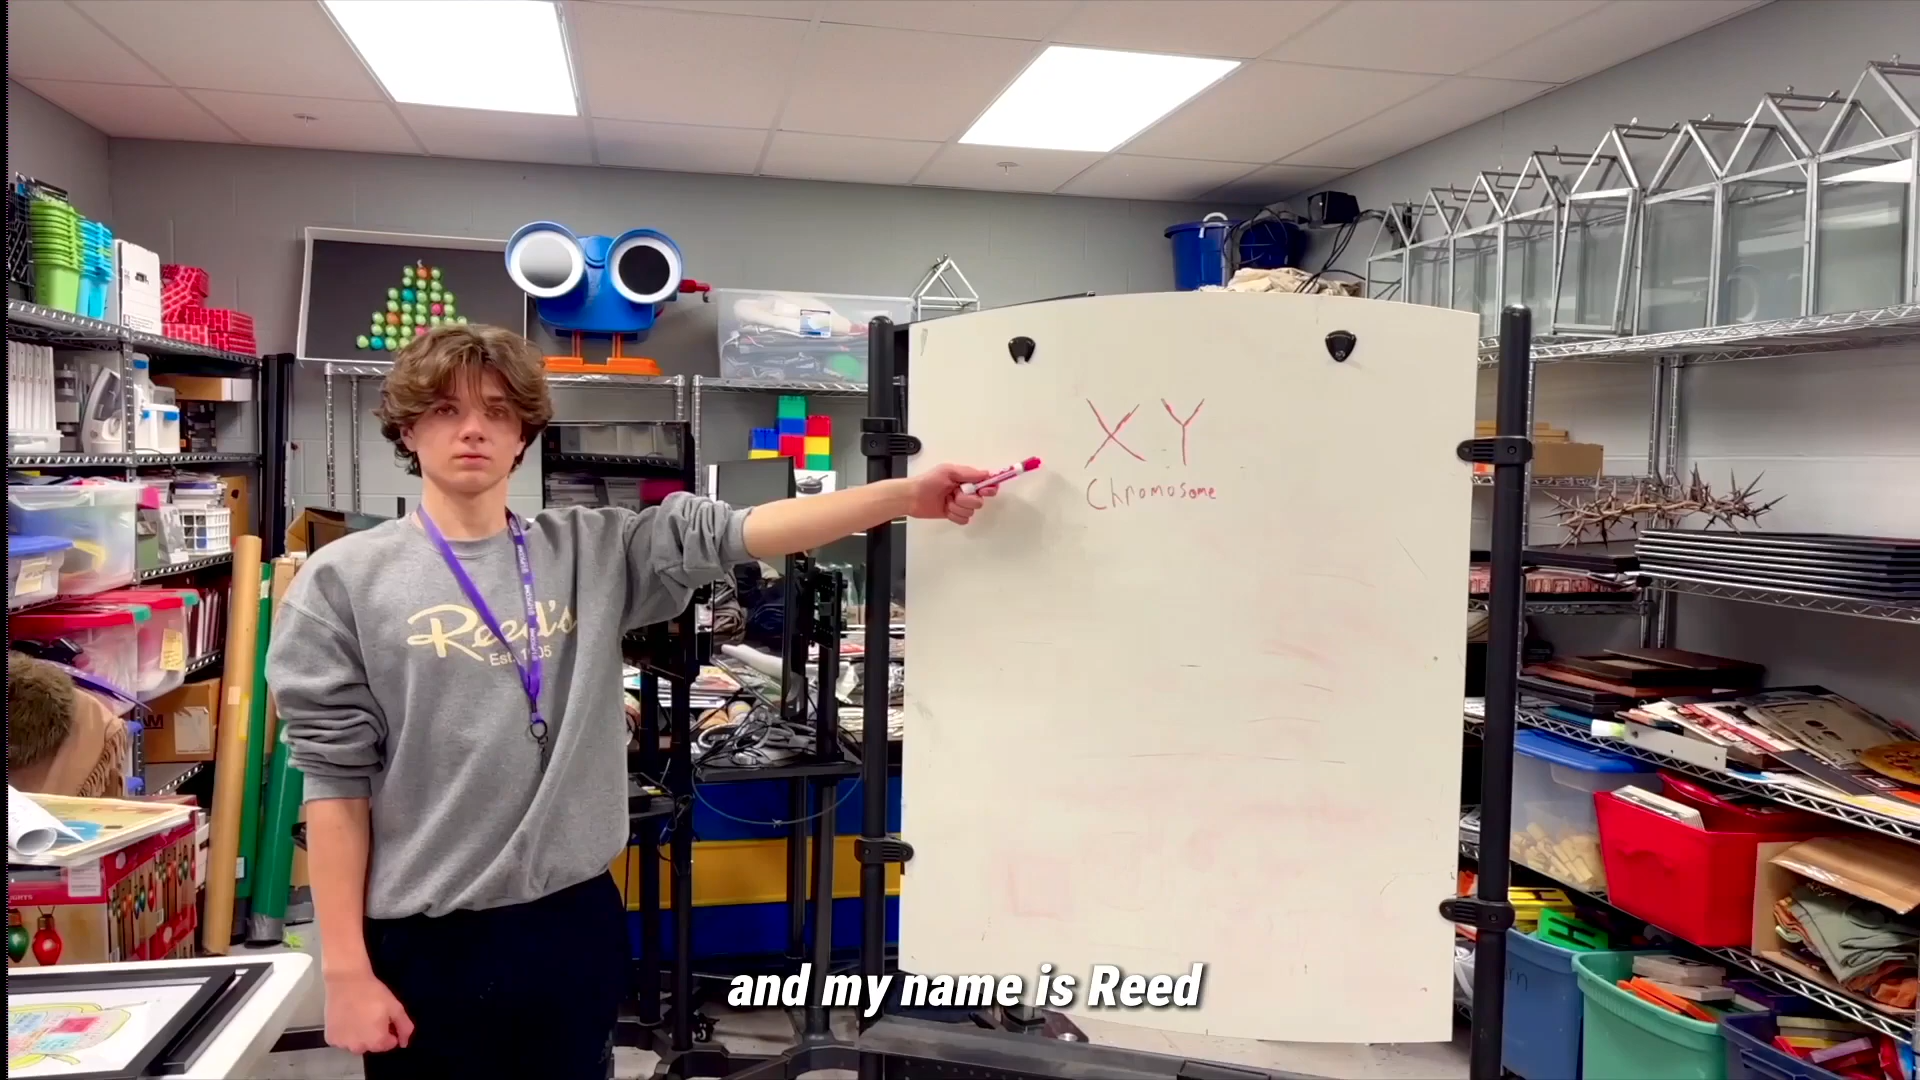 X Y
Chromosome
Reed's
Est. 1905
and my name is Reed